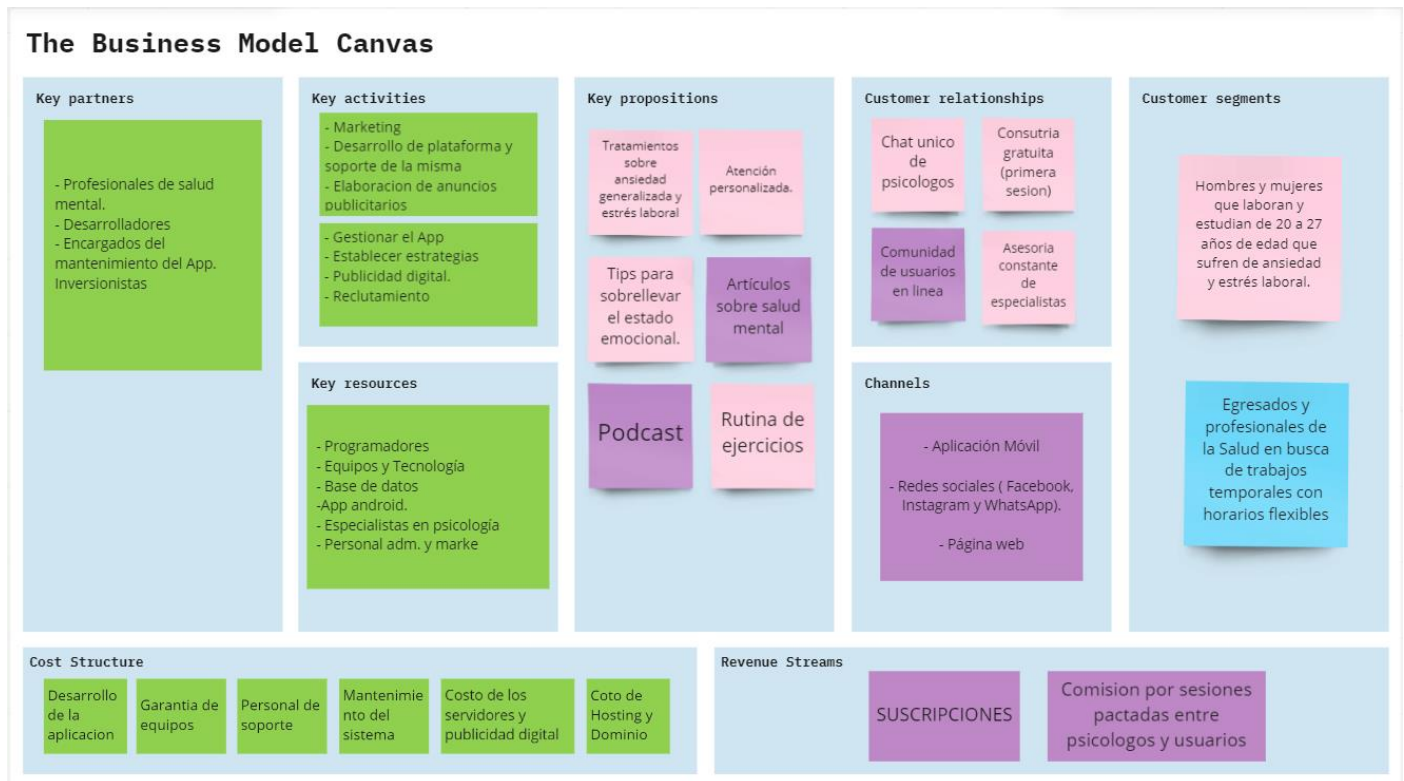 The Business Model Canvas
Key partners
- Profesionales de salud
mental.
- Desarrolladores
- Encargados del
mantenimiento del App.
Inversionistas
Key activities
- Marketing
- Desarrollo de plataforma y
soporte de la misma
- Elaboracion de anuncios
publicitarios
- Gestionar el App
- Establecer estrategias
- Publicidad digital.
- Reclutamiento
Key resources
- Programadores
- Equipos y Tecnología
- Base de datos
-App android.
- Especialistas en psicología
- Personal adm. y marke
Key propositions
Tratamientos
sobre
ansiedad
generalizada y
estrés laboral
Atención
personalizada.
Tips para
sobrellevar
el estado
emocional.
Artículos
sobre salud
mental
Podcast
Rutina de
ejercicios
Customer relationships
Chat unico
de
psicologos
Consutria
gratuita
(primera
sesion)
Comunidad
de usuarios
en linea
Asesoria
constante
de
especialistas
Channels
- Aplicación Móvil
- Redes sociales ( Facebook,
Instagram y WhatsApp).
- Página web
Customer segments
Hombres y mujeres
que laboran y
estudian de 20 a 27
años de edad que
sufren de ansiedad
y estrés laboral.
Egresados y
profesionales de
la Salud en busca
de trabajos
temporales con
horarios flexibles
Cost Structure
Desarrollo
de la
aplicacion
Garantia de
equipos
Personal de
soporte
Mantenimie
nto del
sistema
Costo de los
servidores y
publicidad digital
Coto de
Hosting y
Dominio
Revenue Streams
SUSCRIPCIONES
Comision por sesiones
pactadas entre
psicologos y usuarios